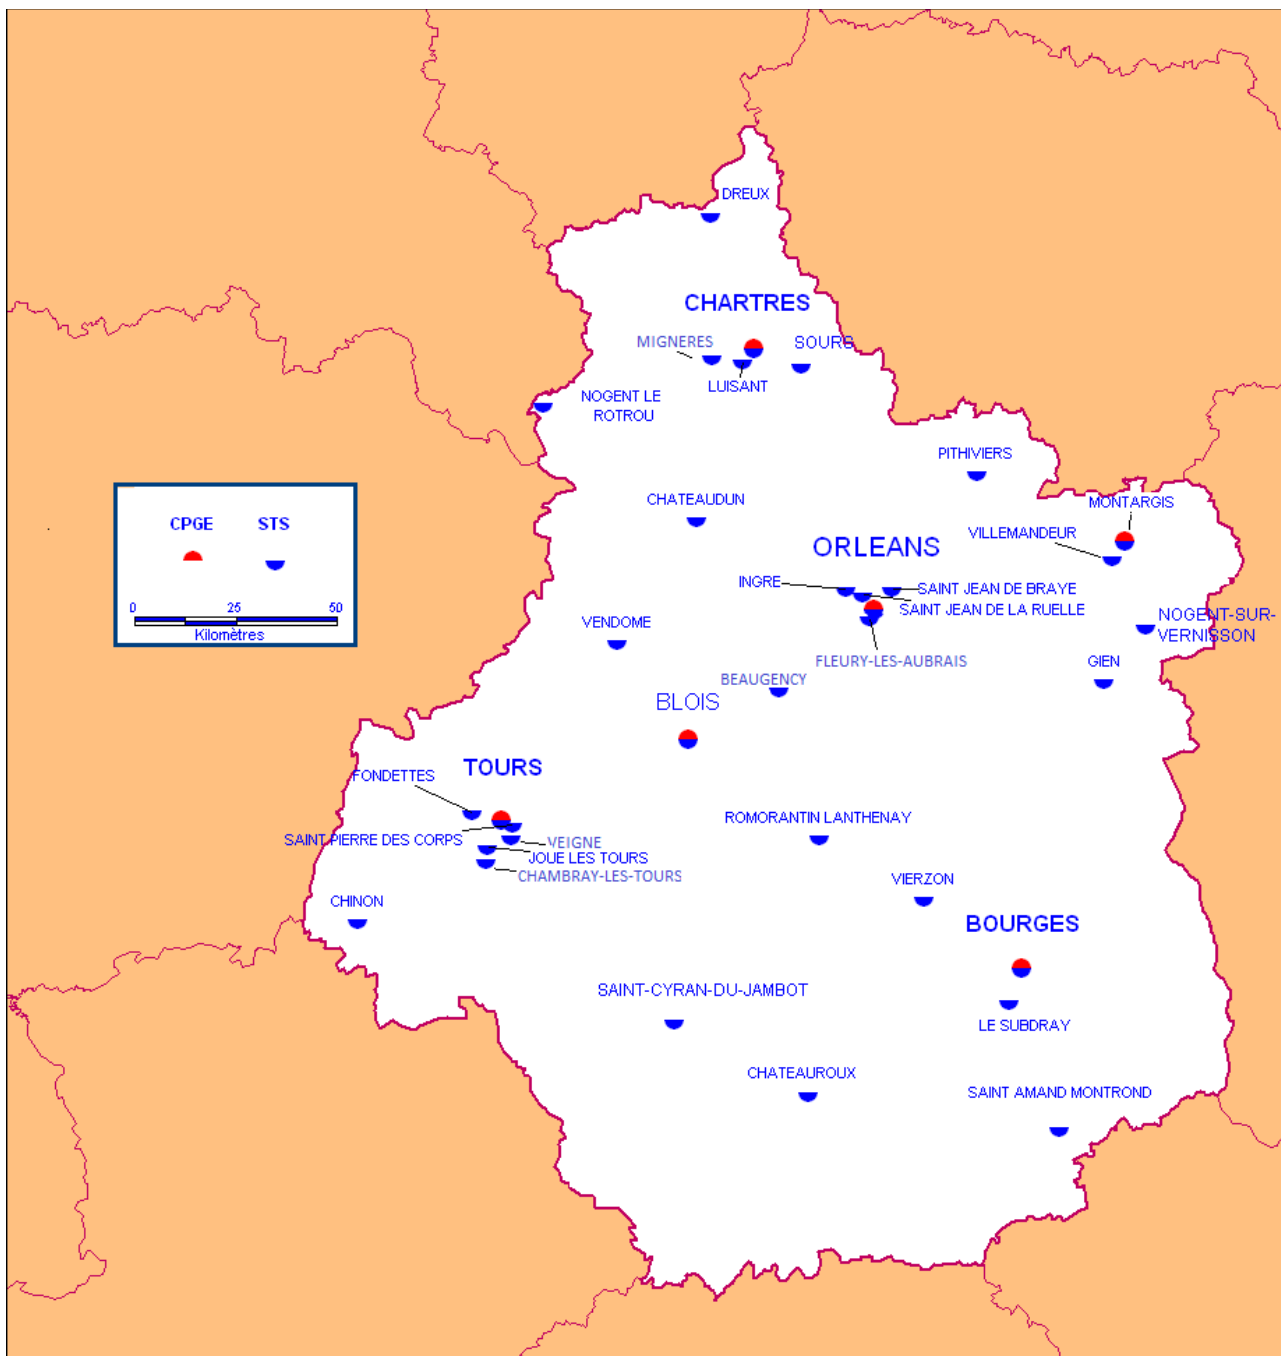 DREUX
CHARTRES
MIGNERES
SOURS
LUISANT
NOGENT LE
ROTROU
PITHIVIERS
CHATEAUDUN
MONTARGIS
CPGE
STS
VILLEMANDEUR
ORLEANS
INGRE
SAINT JEAN DE BRAYE
SAINT JEAN DE LA RUELLE
0 25 50
Kilomètres
VENDOME
NOGENT-SUR-
VERNISSON
FLEURY-LES-AUBRAIS
GIEN
BEAUGENCY
BLOIS
TOURS
FONDETTES
ROMORANTIN LANTHENAY
SAINT PIERRE DES CORPS
VEIGNE
JOUE LES TOURS
CHAMBRAY-LES-TOURS
VIERZON
CHINON
BOURGES
SAINT-CYRAN-DU-JAMBOT
LE SUBDRAY
CHATEAUROUX
SAINT AMAND MONTROND